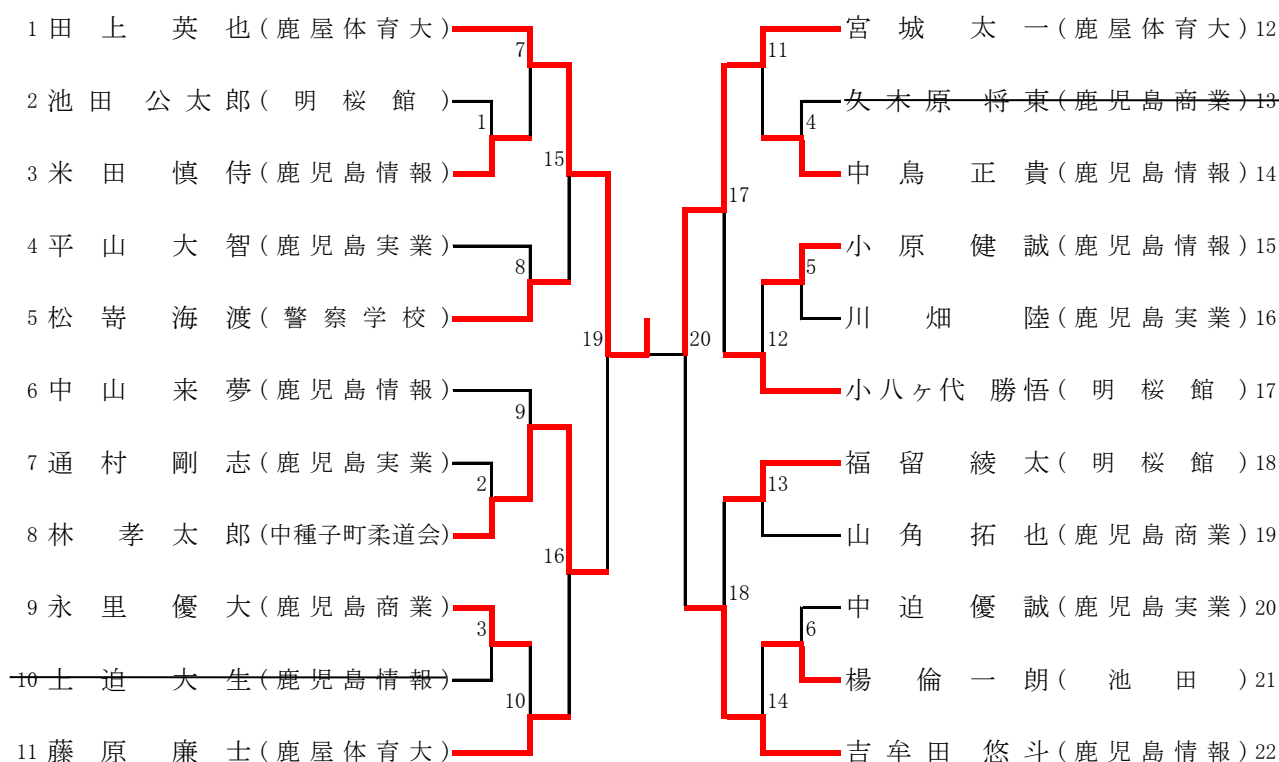 1 田上英也(鹿屋体育大)
2 池田公太郎(明桜館)
3 米田慎侍(鹿児島情報)
4 平山大智(鹿児島実業)
5 松嵜海渡(警察学校)
6 中山来夢(鹿児島情報)
7 通村剛志(鹿児島実業)
8 林孝太郎(中種子町柔道会)
9 永里優大(鹿児島商業)
10 上迫大生(鹿児島情報)
11 藤原廉士(鹿屋体育大)
7
1
15
8
19
9
2
16
3
10
11
4
17
5
20
12
13
18
6
14
宮城太一(鹿屋体育大) 12
久木原将東(鹿児島商業) 13
中鳥正貴(鹿児島情報) 14
小原健誠(鹿児島情報) 15
川畑陸(鹿児島実業) 16
小八ヶ代勝悟(明桜館) 17
福留綾太(明桜館) 18
山角拓也(鹿児島商業) 19
中迫優誠(鹿児島実業) 20
楊倫一朗(池田) 21
吉牟田悠斗(鹿児島情報) 22